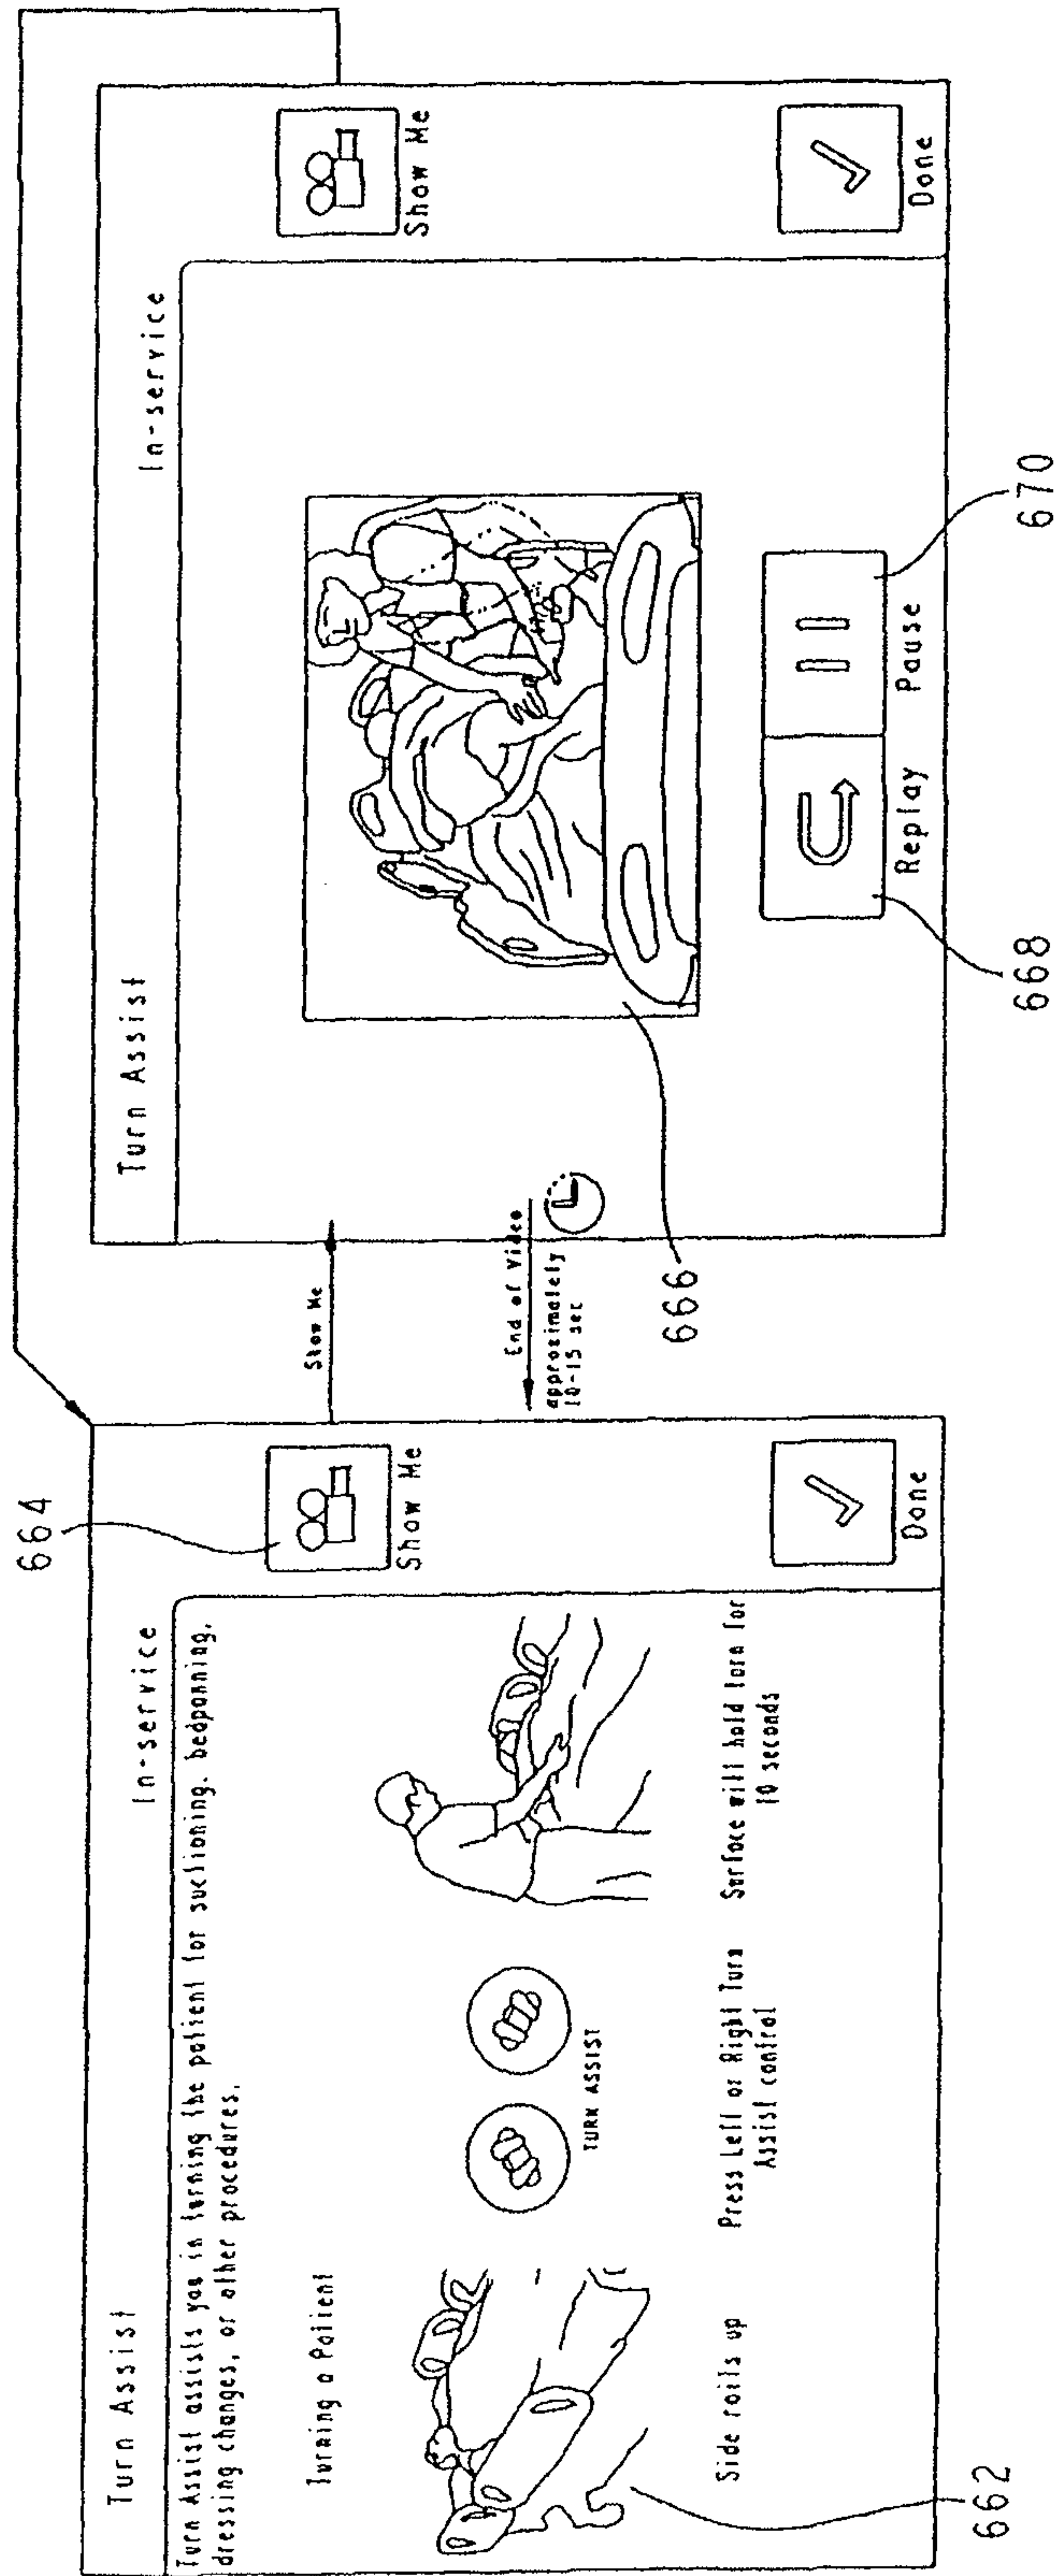 664
Turn Assist
In-service
Turn Assist assists you in turning the patient for suctioning, bedpanning,
dressing changes, or other procedures.
Show Me
Turning a Patient
TURN ASSIST
Side rails up
Press Left or Right Turn
Assist control
Surface will hold turn for
10 seconds
Done
662
Show Me
End of Video
approximately
10-15 sec
Turn Assist
In-service
Show Me
Replay
Pause
Done
666
668
670